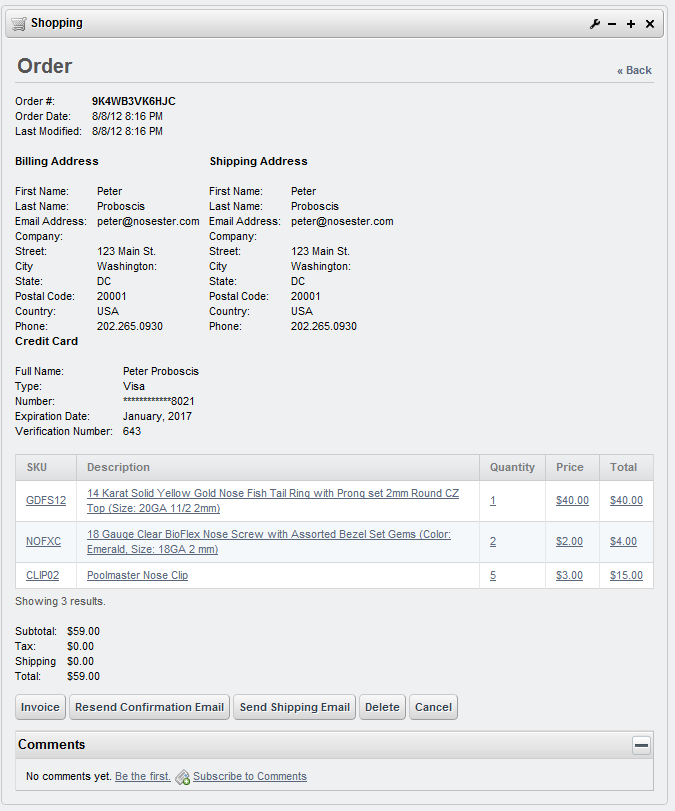 Shopping
Order
« Back
Order #: 9K4WB3VK6HJC
Order Date: 8/8/12 8:16 PM
Last Modified: 8/8/12 8:16 PM
Billing Address Shipping Address
First Name: Peter First Name: Peter
Last Name: Proboscis Last Name: Proboscis
Email Address: peter@nosester.com Email Address: peter@nosester.com
Company: Company:
Street: 123 Main St. Street: 123 Main St.
City Washington: City Washington:
State: DC State: DC
Postal Code: 20001 Postal Code: 20001
Country: USA Country: USA
Phone: 202.265.0930 Phone: 202.265.0930
Credit Card
Full Name: Peter Proboscis
Type: Visa
Number: ************8021
Expiration Date: January, 2017
Verification Number: 643
SKU Description Quantity Price Total
GDFS12 14 Karat Solid Yellow Gold Nose Fish Tail Ring with Prong set 2mm Round CZ 1 $40.00 $40.00
Top (Size: 20GA 11/2 2mm)
NOFXC 18 Gauge Clear BioFlex Nose Screw with Assorted Bezel Set Gems (Color: 2 $2.00 $4.00
Emerald, Size: 18GA 2 mm)
CLIP02 Poolmaster Nose Clip 5 $3.00 $15.00
Showing 3 results.
Subtotal: $59.00
Tax: $0.00
Shipping $0.00
Total: $59.00
Invoice Resend Confirmation Email Send Shipping Email Delete Cancel
Comments
No comments yet. Be the first. Subscribe to Comments